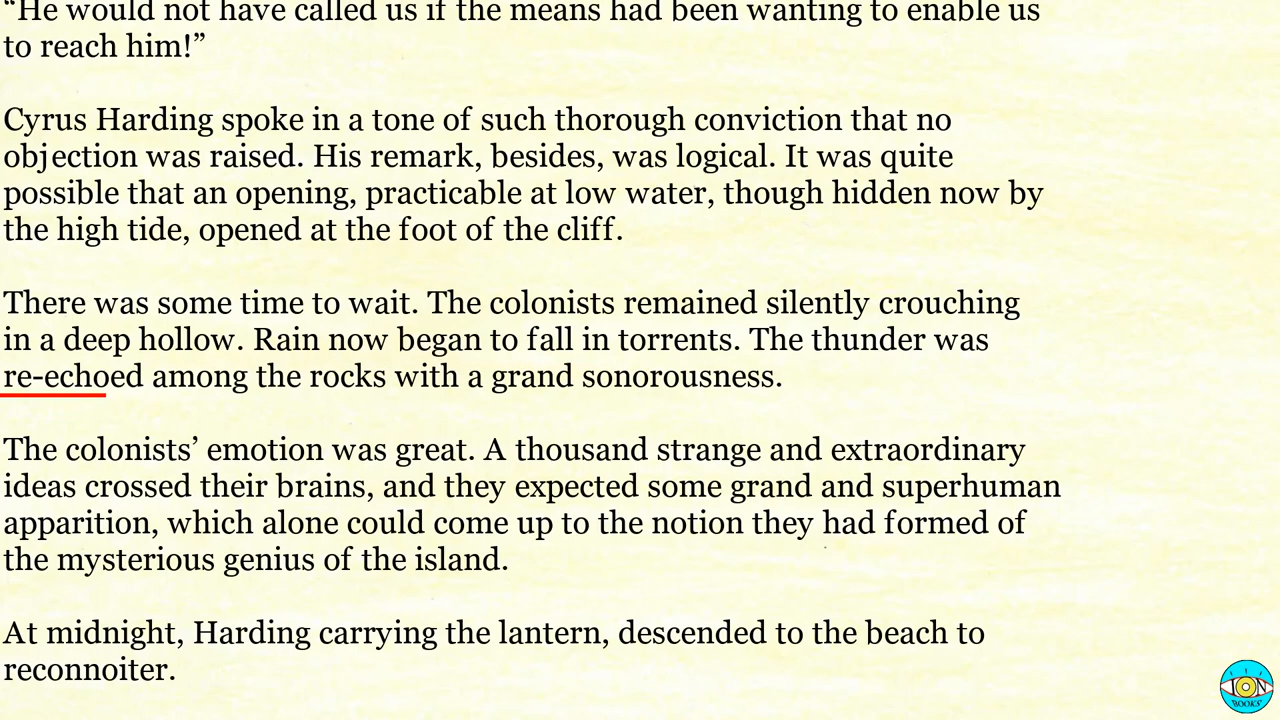 “He would not have called us if the means had been wanting to enable us
to reach him!”
Cyrus Harding spoke in a tone of such thorough conviction that no
objection was raised. His remark, besides, was logical. It was quite
possible that an opening, practicable at low water, though hidden now by
the high tide, opened at the foot of the cliff.
There was some time to wait. The colonists remained silently crouching
in a deep hollow. Rain now began to fall in torrents. The thunder was
re-echoed among the rocks with a grand sonorousness.
The colonists’ emotion was great. A thousand strange and extraordinary
ideas crossed their brains, and they expected some grand and superhuman
apparition, which alone could come up to the notion they had formed of
the mysterious genius of the island.
At midnight, Harding carrying the lantern, descended to the beach to
reconnoiter.
ION
BOOKS